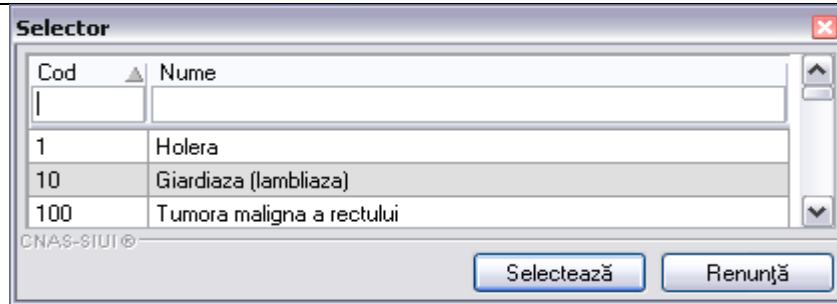 Selector
Cod Nume
1 Holera
10 Giardiaza (lambliaza)
100 Tumora maligna a rectului
CNAS-SIUI®
Selectează Renunţă